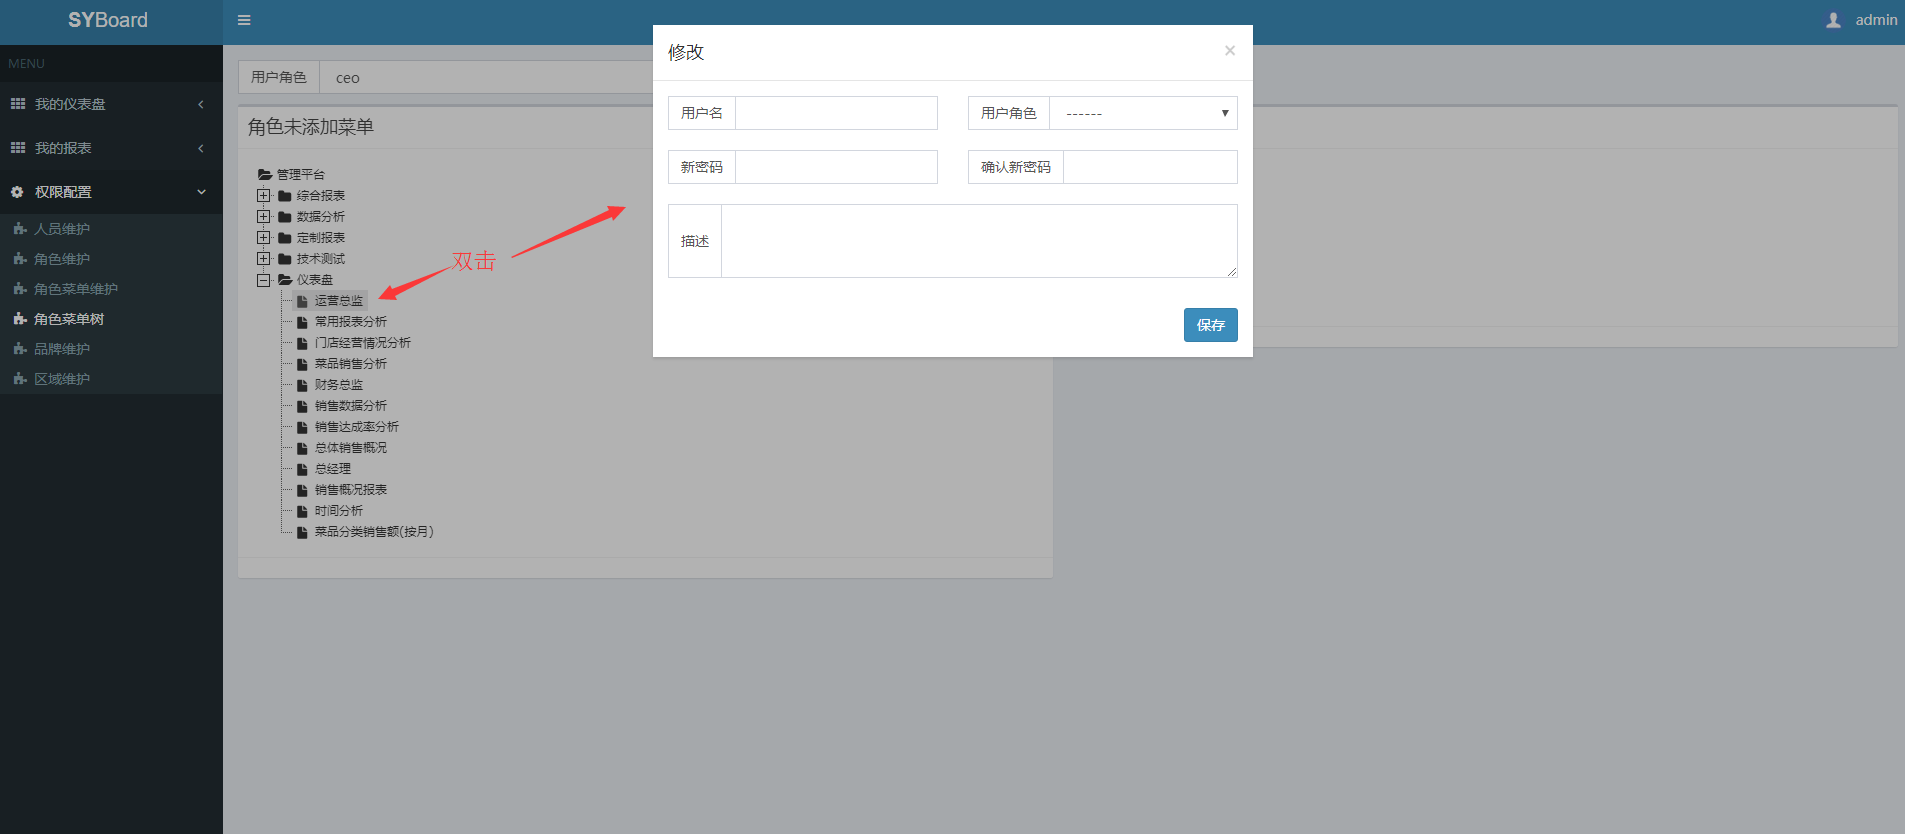 SYBoard
admin
MENU
我的仪表盘
我的报表
权限配置
人员维护
角色维护
角色菜单维护
角色菜单树
品牌维护
区域维护
用户角色 ceo
角色未添加菜单
管理平台
综合报表
数据分析
定制报表
技术测试
仪表盘
运营总监
常用报表分析
门店经营情况分析
菜品销售分析
财务总监
销售数据分析
销售达成率分析
总体销售概况
总经理
销售概况报表
时间分析
菜品分类销售额(按月)
双击
修改 ×
用户名 用户角色 ------
新密码 确认新密码
描述
保存